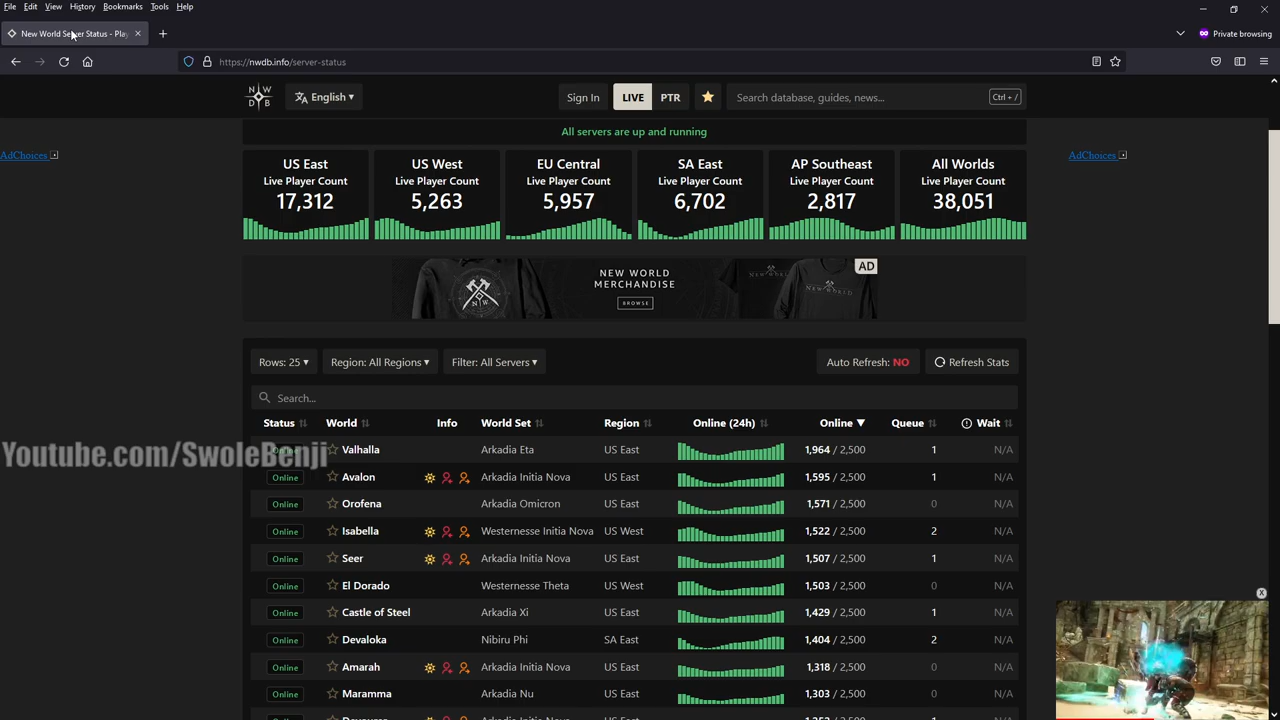 File Edit View History Bookmarks Tools Help
New World Server Status - Play
Private browsing
https://nwdb.info/server-status
NW
DB
English ▾
Sign In LIVE PTR
Search database, guides, news...
Ctrl + /
All servers are up and running
AdChoices
AdChoices
US East US West EU Central SA East AP Southeast All Worlds
Live Player Count Live Player Count Live Player Count Live Player Count Live Player Count Live Player Count
17,312 5,263 5,957 6,702 2,817 38,051
AD
NEW WORLD
MERCHANDISE
BROWSE
Rows: 25 ▾ Region: All Regions ▾ Filter: All Servers ▾ Auto Refresh: NO Refresh Stats
Search...
Status World Info World Set Region Online (24h) Online ▼ Queue Wait
Valhalla Arkadia Eta US East 1,964 / 2,500 1 N/A
Youtube.com/SwoleBenji
Online Avalon Arkadia Initia Nova US East 1,595 / 2,500 1 N/A
Online Orofena Arkadia Omicron US East 1,571 / 2,500 0 N/A
Online Isabella Westernesse Initia Nova US West 1,522 / 2,500 2 N/A
Online Seer Arkadia Initia Nova US East 1,507 / 2,500 1 N/A
Online El Dorado Westernesse Theta US West 1,503 / 2,500 0 N/A
Online Castle of Steel Arkadia Xi US East 1,429 / 2,500 1 N/A
Online Devaloka Nibiru Phi SA East 1,404 / 2,500 2 N/A
Online Amarah Arkadia Initia Nova US East 1,318 / 2,500 0 N/A
Online Maramma Arkadia Nu US East 1,303 / 2,500 0 N/A